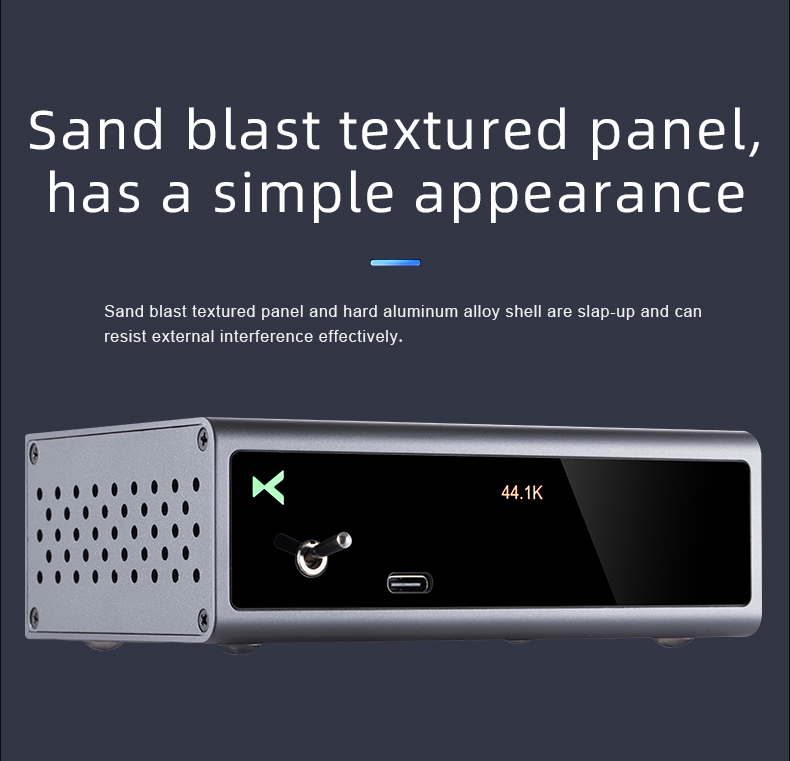 Sand blast textured panel,
has a simple appearance
Sand blast textured panel and hard aluminum alloy shell are slap-up and can
resist external interference effectively.
44.1K